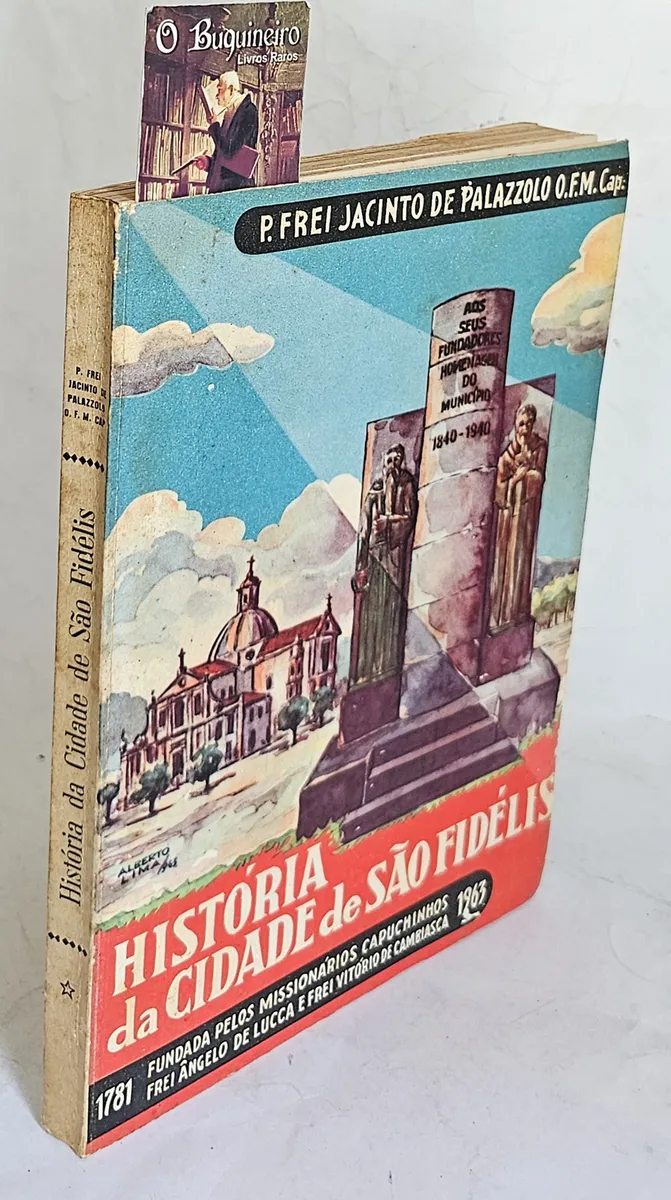 O Buquineiro
Livros Raros
P. FREI JACINTO DE PALAZZOLO O.F.M. Cap.
AOS
SEUS
FUNDADORES
HOMENAGEM
DO
MUNICÍPIO
1840-1940
ALBERTO
LIMA
HISTÓRIA
da CIDADE de SÃO FIDÉLIS
1781
FUNDADA PELOS MISSIONÁRIOS CAPUCHINHOS
FREI ÂNGELO DE LUCCA E FREI VITÓRIO DE CAMBIASCA
1963
P. FREI
JACINTO DE
PALAZZOLO
O. F. M. CAP
História da Cidade de São Fidélis